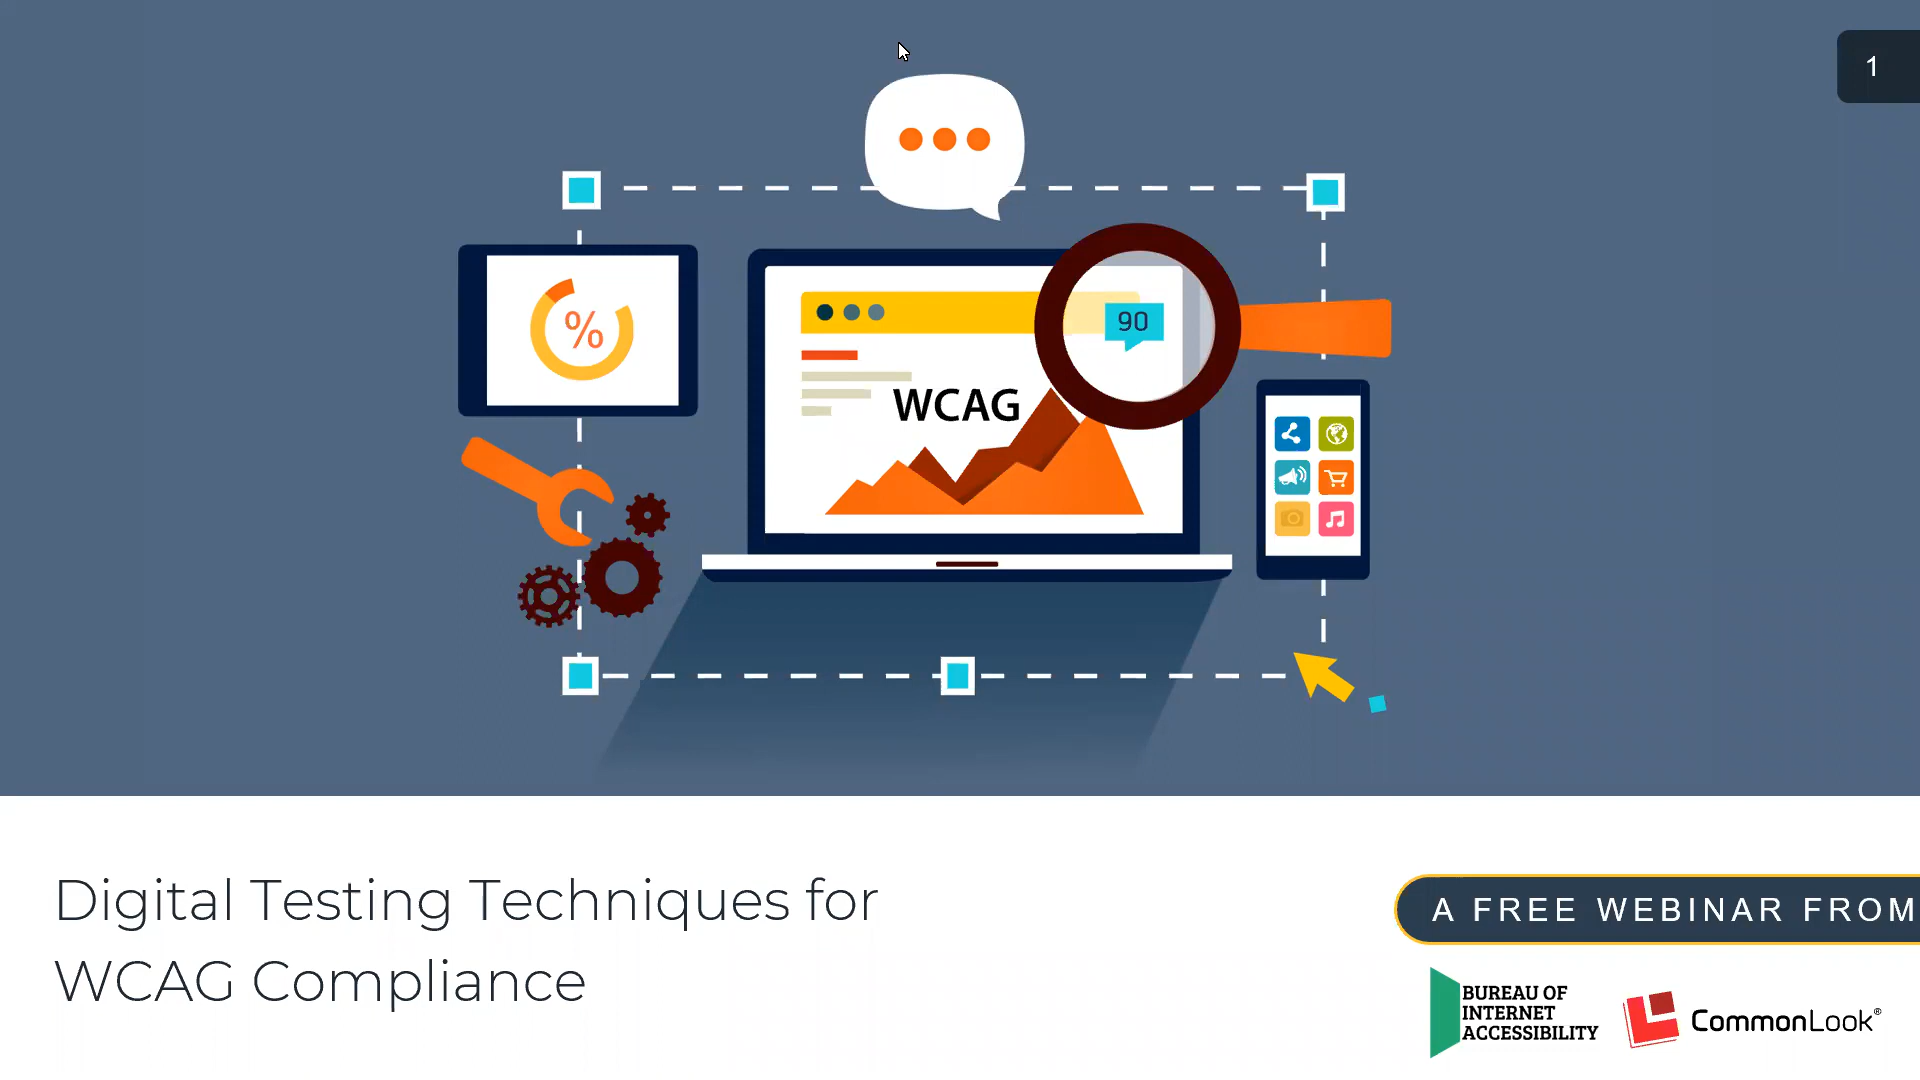 1
%
90
WCAG
Digital Testing Techniques for
WCAG Compliance
A FREE WEBINAR FROM
BUREAU OF
INTERNET
ACCESSIBILITY
CommonLook®